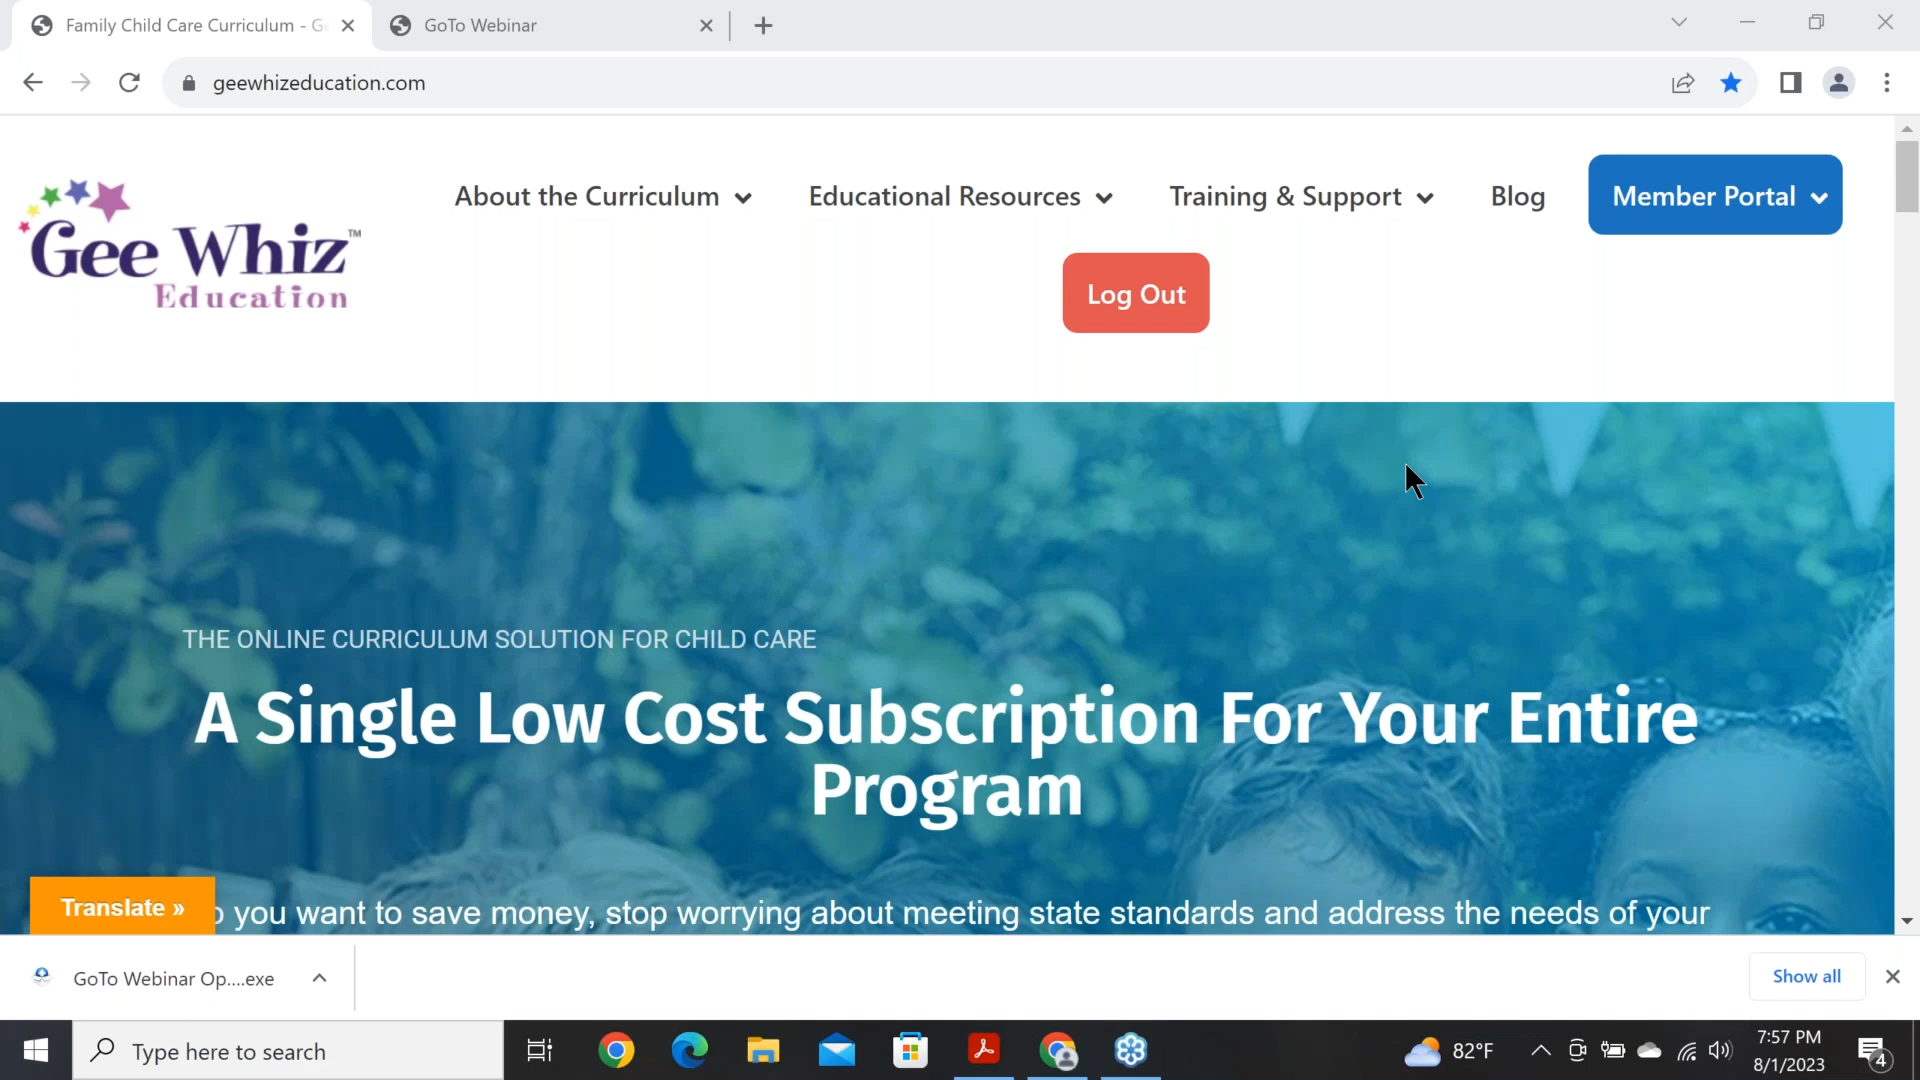 Family Child Care Curriculum - Ge
GoTo Webinar
geewhizeducation.com
Gee Whiz™
Education
About the Curriculum
Educational Resources
Training & Support
Blog
Member Portal
Log Out
THE ONLINE CURRICULUM SOLUTION FOR CHILD CARE
A Single Low Cost Subscription For Your Entire
Program
Translate »
you want to save money, stop worrying about meeting state standards and address the needs of your
GoTo Webinar Op....exe
Show all
Type here to search
82°F
7:57 PM
8/1/2023
4